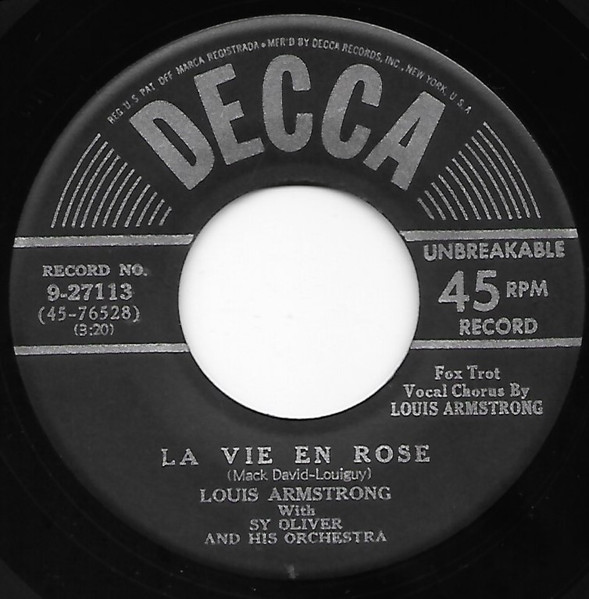 REG. U.S. PAT. OFF. MARCA REGISTRADA • MFR'D BY DECCA RECORDS, INC., NEW YORK, U.S.A.
DECCA
RECORD NO.
9-27113
(45-76528)
(3:20)
UNBREAKABLE
45 RPM
RECORD
Fox Trot
Vocal Chorus By
LOUIS ARMSTRONG
LA VIE EN ROSE
(Mack David-Louiguy)
LOUIS ARMSTRONG
With
SY OLIVER
AND HIS ORCHESTRA